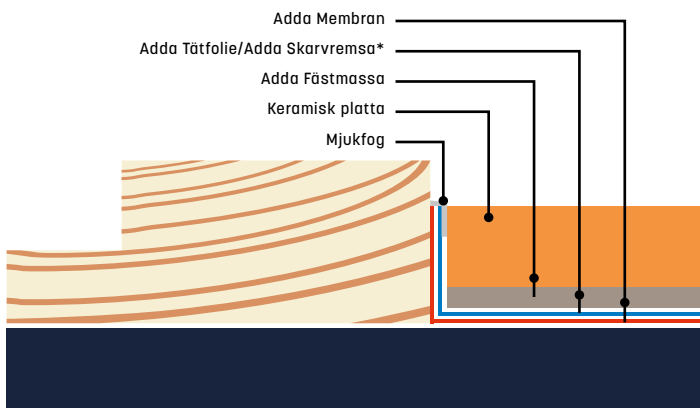 Adda Membran
Adda Tätfolie/Adda Skarvremsa*
Adda Fästmassa
Keramisk platta
Mjukfog